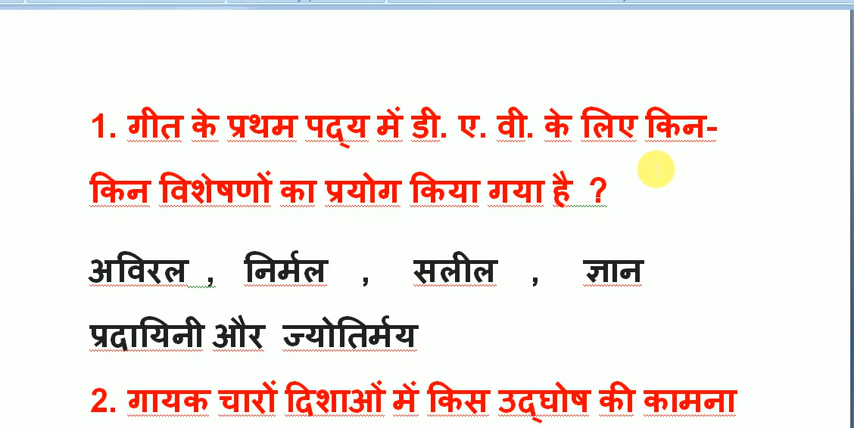 1. गीत के प्रथम पद्य में डी. ए. वी. के लिए किन-
किन विशेषणों का प्रयोग किया गया है ?
अविरल , निर्मल , सलील , ज्ञान
प्रदायिनी और ज्योतिर्मय
2. गायक चारों दिशाओं में किस उद्घोष की कामना